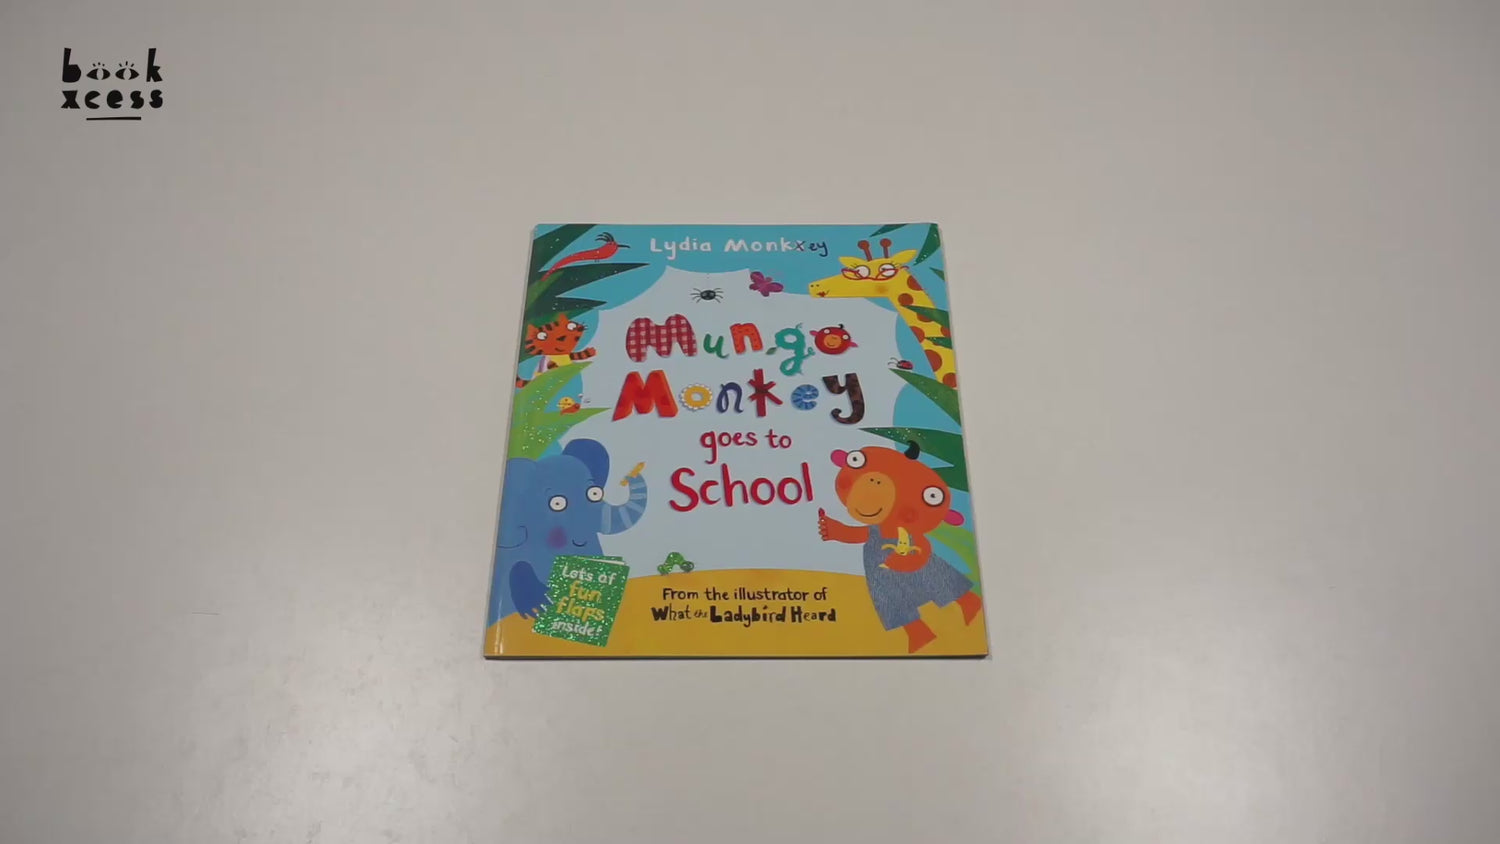 book
xcess
Lydia Monkxey
Mungo
Monkey
goes to
School
Lots of
fun
flaps
inside!
From the illustrator of
What the Ladybird Heard